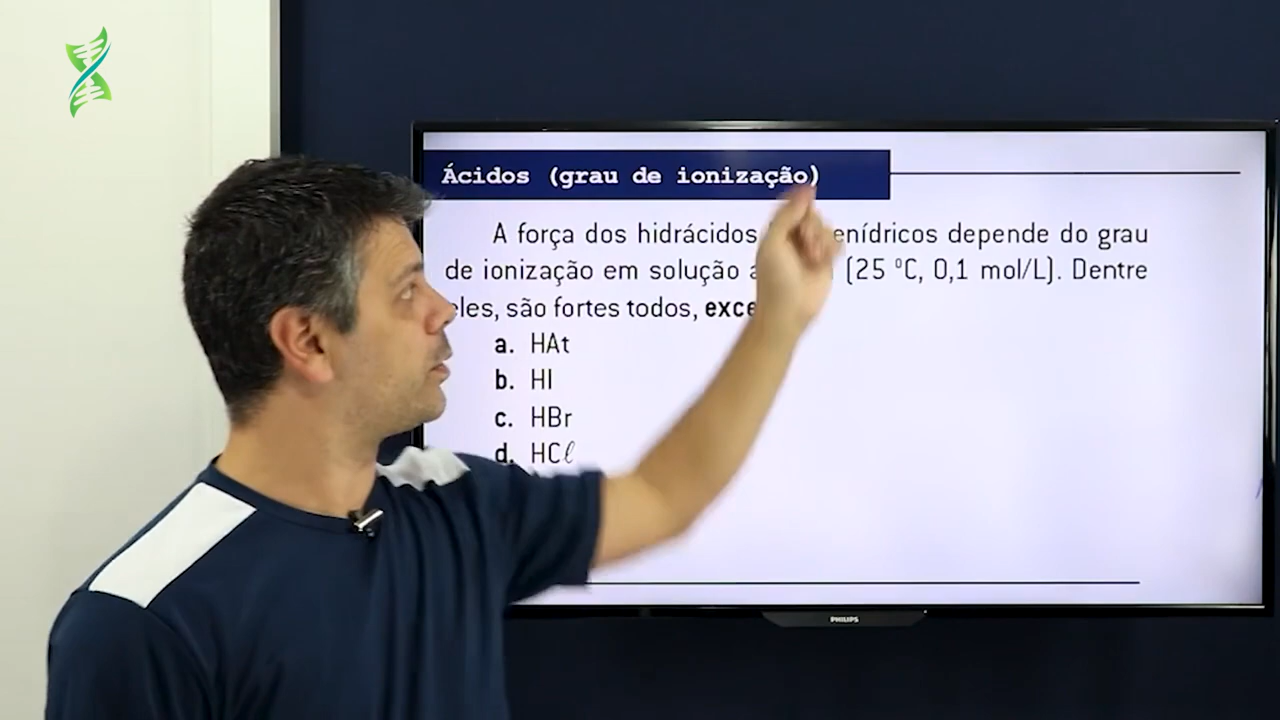 Ácidos (grau de ionização)
A força dos hidrácidos enídricos depende do grau
de ionização em solução a (25 ºC, 0,1 mol/L). Dentre
eles, são fortes todos, exce
a. HAt
b. HI
c. HBr
d. HCℓ
PHILIPS